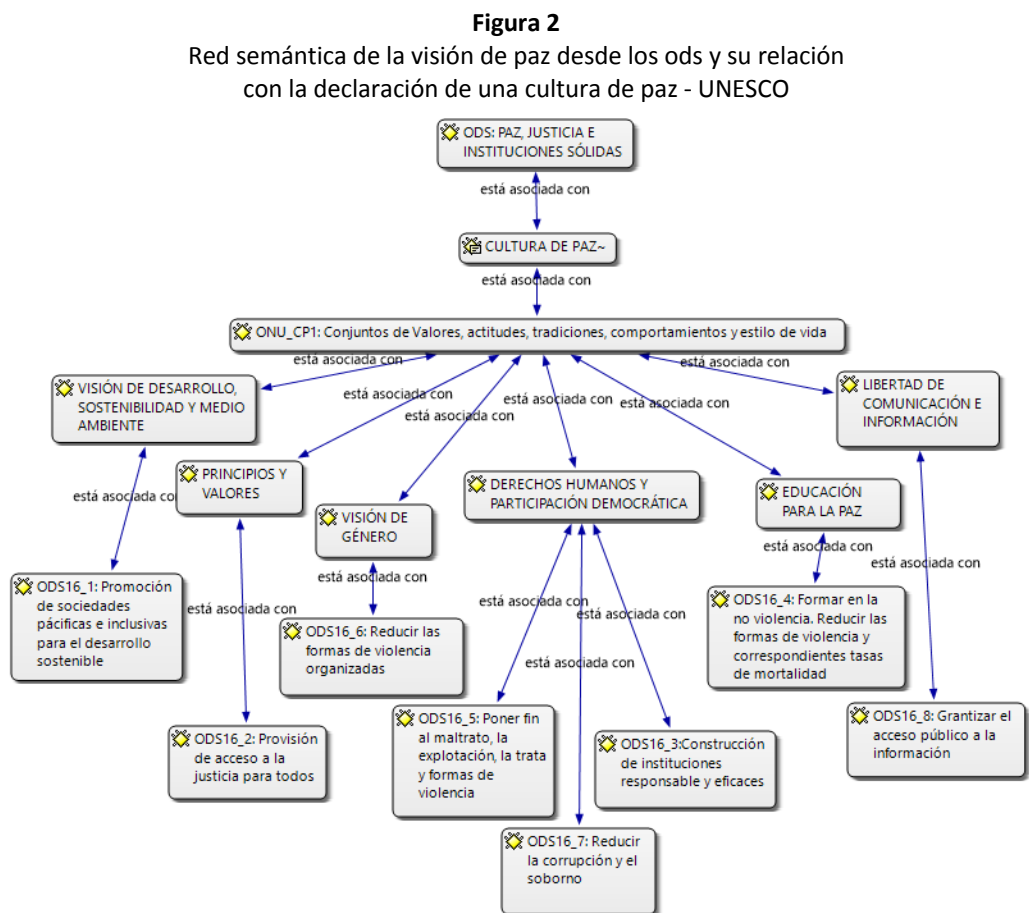 Figura 2
Red semántica de la visión de paz desde los ods y su relación
con la declaración de una cultura de paz - UNESCO
ODS: PAZ, JUSTICIA E
INSTITUCIONES SÓLIDAS
está asociada con
CULTURA DE PAZ~
está asociada con
ONU_CP1: Conjuntos de Valores, actitudes, tradiciones, comportamientos y estilo de vida
está asociada con
está asociada con
está asociada con
está asociada con
está asociada con
está asociada con
VISIÓN DE DESARROLLO,
SOSTENIBILIDAD Y MEDIO
AMBIENTE
LIBERTAD DE
COMUNICACIÓN E
INFORMACIÓN
PRINCIPIOS Y
VALORES
DERECHOS HUMANOS Y
PARTICIPACIÓN DEMOCRÁTICA
EDUCACIÓN
PARA LA PAZ
VISIÓN DE
GÉNERO
está asociada con
está asociada con
está asociada con
está asociada con
está asociada con
está asociada con
está asociada con
está asociada con
ODS16_1: Promoción
de sociedades
pácificas e inclusivas
para el desarrollo
sostenible
ODS16_6: Reducir las
formas de violencia
organizadas
ODS16_4: Formar en la
no violencia. Reducir las
formas de violencia y
correspondientes tasas
de mortalidad
ODS16_2: Provisión
de acceso a la
justicia para todos
ODS16_5: Poner fin
al maltrato, la
explotación, la trata
y formas de
violencia
ODS16_3:Construcción
de instituciones
responsable y eficaces
ODS16_8: Grantizar el
acceso público a la
información
ODS16_7: Reducir
la corrupción y el
soborno